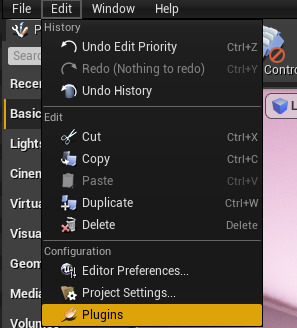 File Edit Window Help
History
Undo Edit Priority Ctrl+Z
Redo (Nothing to redo) Ctrl+Y
Undo History
Edit
Cut Ctrl+X
Copy Ctrl+C
Paste Ctrl+V
Duplicate Ctrl+W
Delete Delete
Configuration
Editor Preferences...
Project Settings...
Plugins
P
Sear
Recen
Basic
Lights
Cinem
Virtua
Visua
Geom
Media
Volum
Contro
L